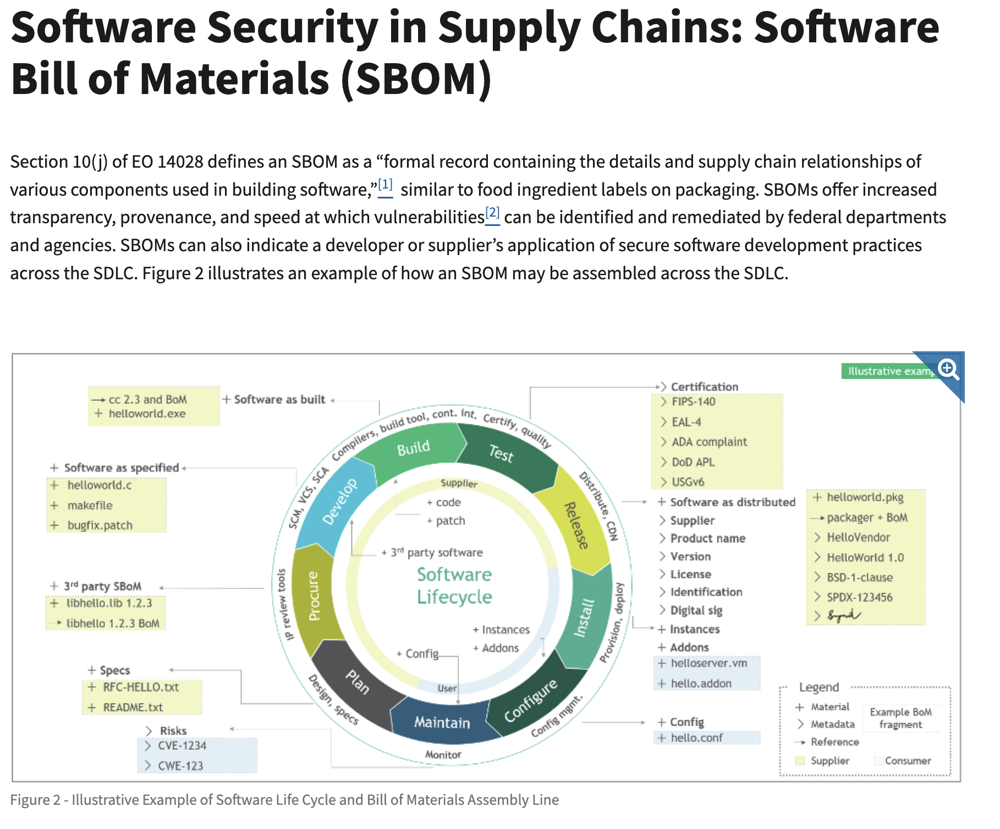 Software Security in Supply Chains: Software
Bill of Materials (SBOM)
Section 10(j) of EO 14028 defines an SBOM as a “formal record containing the details and supply chain relationships of
various components used in building software,”[1] similar to food ingredient labels on packaging. SBOMs offer increased
transparency, provenance, and speed at which vulnerabilities[2] can be identified and remediated by federal departments
and agencies. SBOMs can also indicate a developer or supplier’s application of secure software development practices
across the SDLC. Figure 2 illustrates an example of how an SBOM may be assembled across the SDLC.
Illustrative examp
→ cc 2.3 and BoM
+ helloworld.exe
+ Software as built
+ Software as specified
+ helloworld.c
+ makefile
+ bugfix.patch
+ 3rd party SBoM
+ libhello.lib 1.2.3
→ libhello 1.2.3 BoM
+ Specs
+ RFC-HELLO.txt
+ README.txt
> Risks
> CVE-1234
> CWE-123
Compilers, build tool, cont. int.
Certify, quality
Distribute, CDN
Provision, deploy
Config mgmt.
Monitor
Design, specs
IP review tools
SCM, VCS, SCA
Build
Test
Release
Install
Configure
Maintain
Plan
Procure
Develop
Supplier
+ code
+ patch
+ 3rd party software
Software
Lifecycle
+ Instances
+ Addons
+ Config
User
> Certification
> FIPS-140
> EAL-4
> ADA complaint
> DoD APL
> USGv6
+ Software as distributed
> Supplier
> Product name
> Version
> License
> Identification
> Digital sig
+ helloworld.pkg
→ packager + BoM
> HelloVendor
> HelloWorld 1.0
> BSD-1-clause
> SPDX-123456
>
+ Instances
+ Addons
+ helloserver.vm
+ hello.addon
+ Config
+ hello.conf
Legend
+ Material
> Metadata
→ Reference
Supplier
Example BoM
fragment
Consumer
Figure 2 - Illustrative Example of Software Life Cycle and Bill of Materials Assembly Line